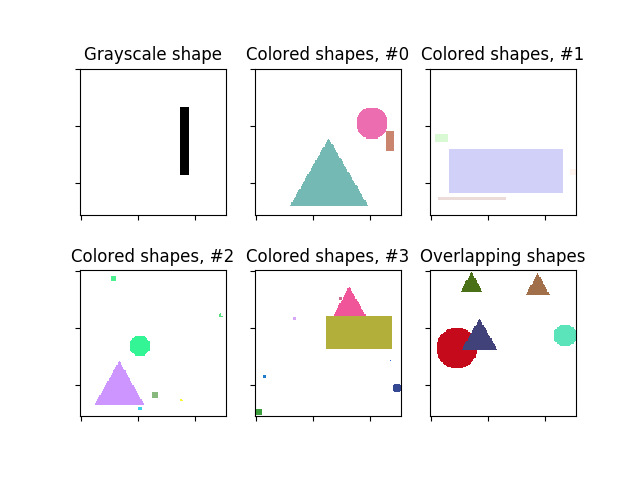 Grayscale shape
Colored shapes, #0
Colored shapes, #1
Colored shapes, #2
Colored shapes, #3
Overlapping shapes